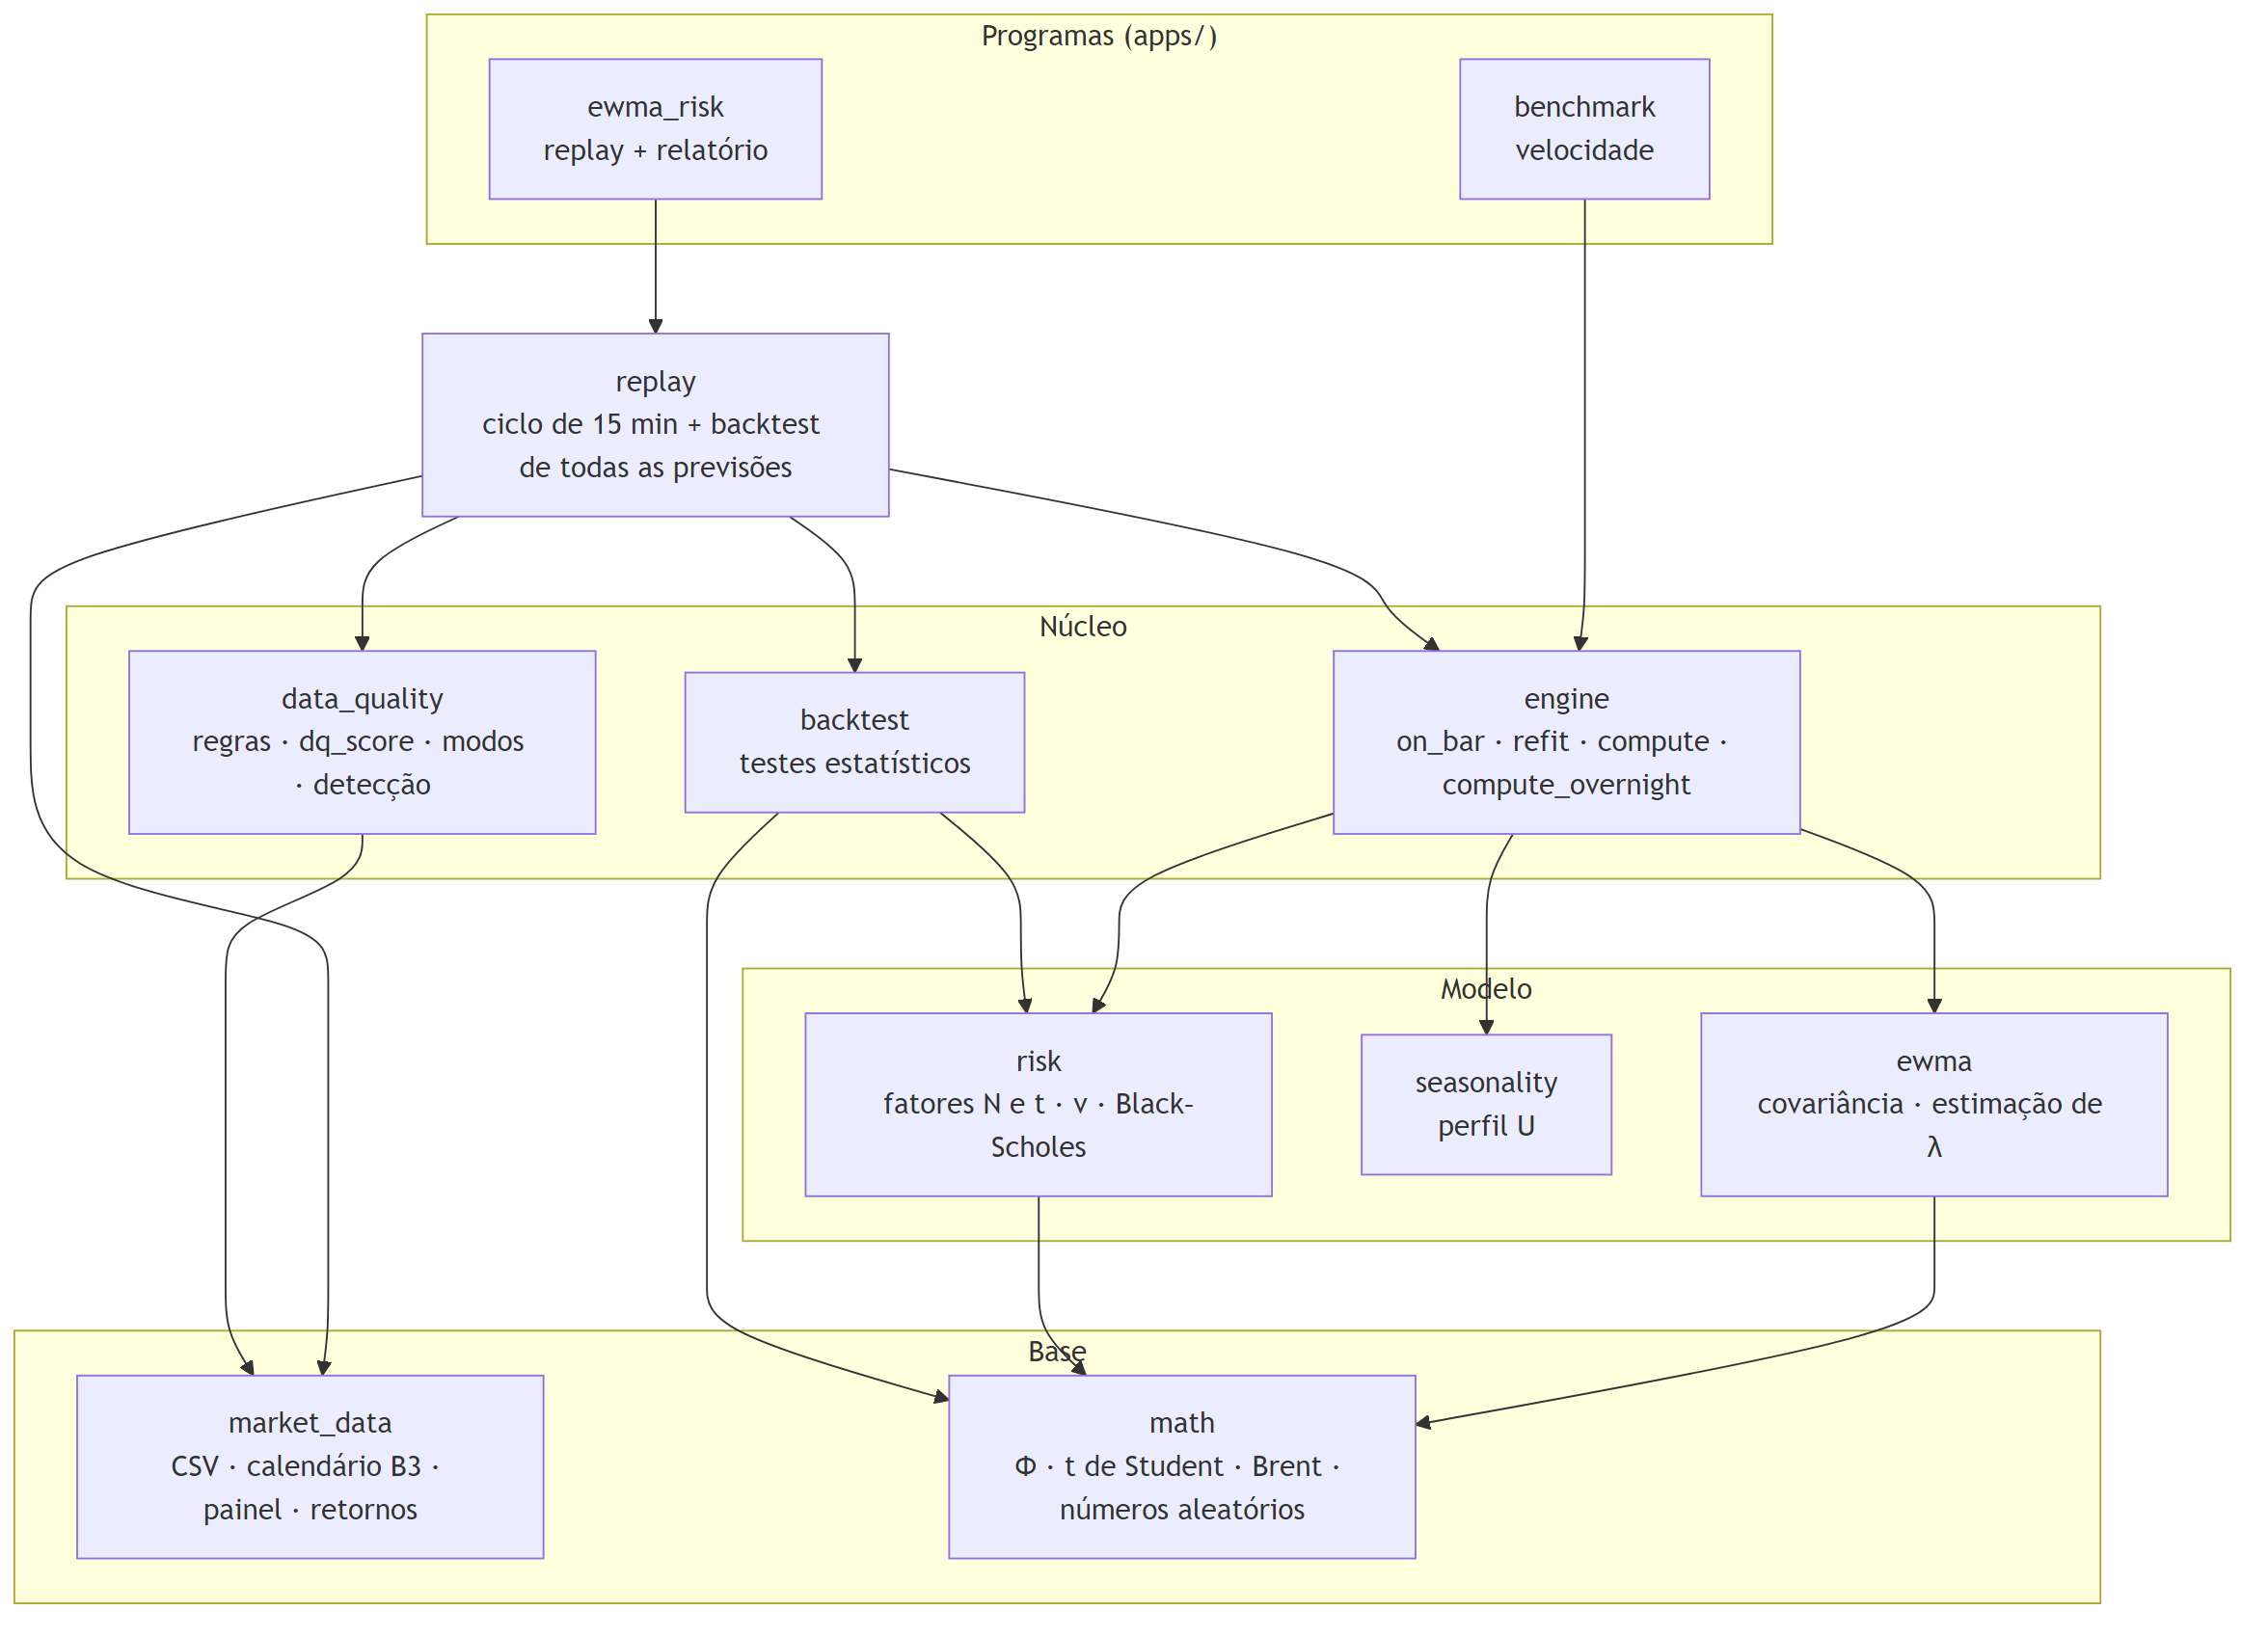 Programas (apps/)
ewma_risk
replay + relatório
benchmark
velocidade
replay
ciclo de 15 min + backtest
de todas as previsões
Núcleo
data_quality
regras · dq_score · modos
· detecção
backtest
testes estatísticos
engine
on_bar · refit · compute ·
compute_overnight
Modelo
risk
fatores N e t · ν · Black-
Scholes
seasonality
perfil U
ewma
covariância · estimação de
λ
Base
market_data
CSV · calendário B3 ·
painel · retornos
math
Φ · t de Student · Brent ·
números aleatórios